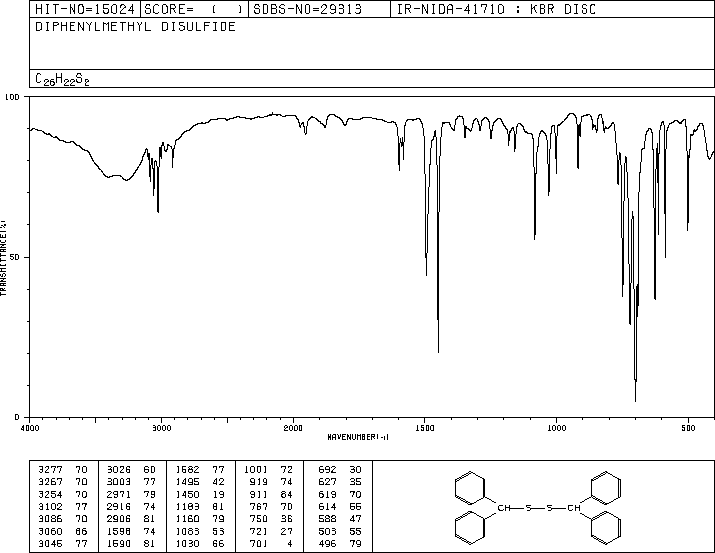 HIT-NO=15024 SCORE= ( ) SDBS-NO=29313 IR-NIDA-41710 : KBR DISC
DIPHENYLMETHYL DISULFIDE
C26H22S2
100
50
0
TRANSMITTANCE(%)
4000 3000 2000 1500 1000 500
WAVENUMBER(-1)
3277 70 3026 60 1582 77 1001 72 692 30
3267 70 3003 77 1495 42 919 74 627 35
3254 70 2971 79 1450 19 911 84 619 70
3102 77 2916 74 1183 81 767 70 614 55
3086 70 2906 81 1160 79 750 36 588 47
3060 66 1598 74 1083 53 721 27 503 55
3045 77 1590 81 1030 66 701 4 496 79
CH S S CH